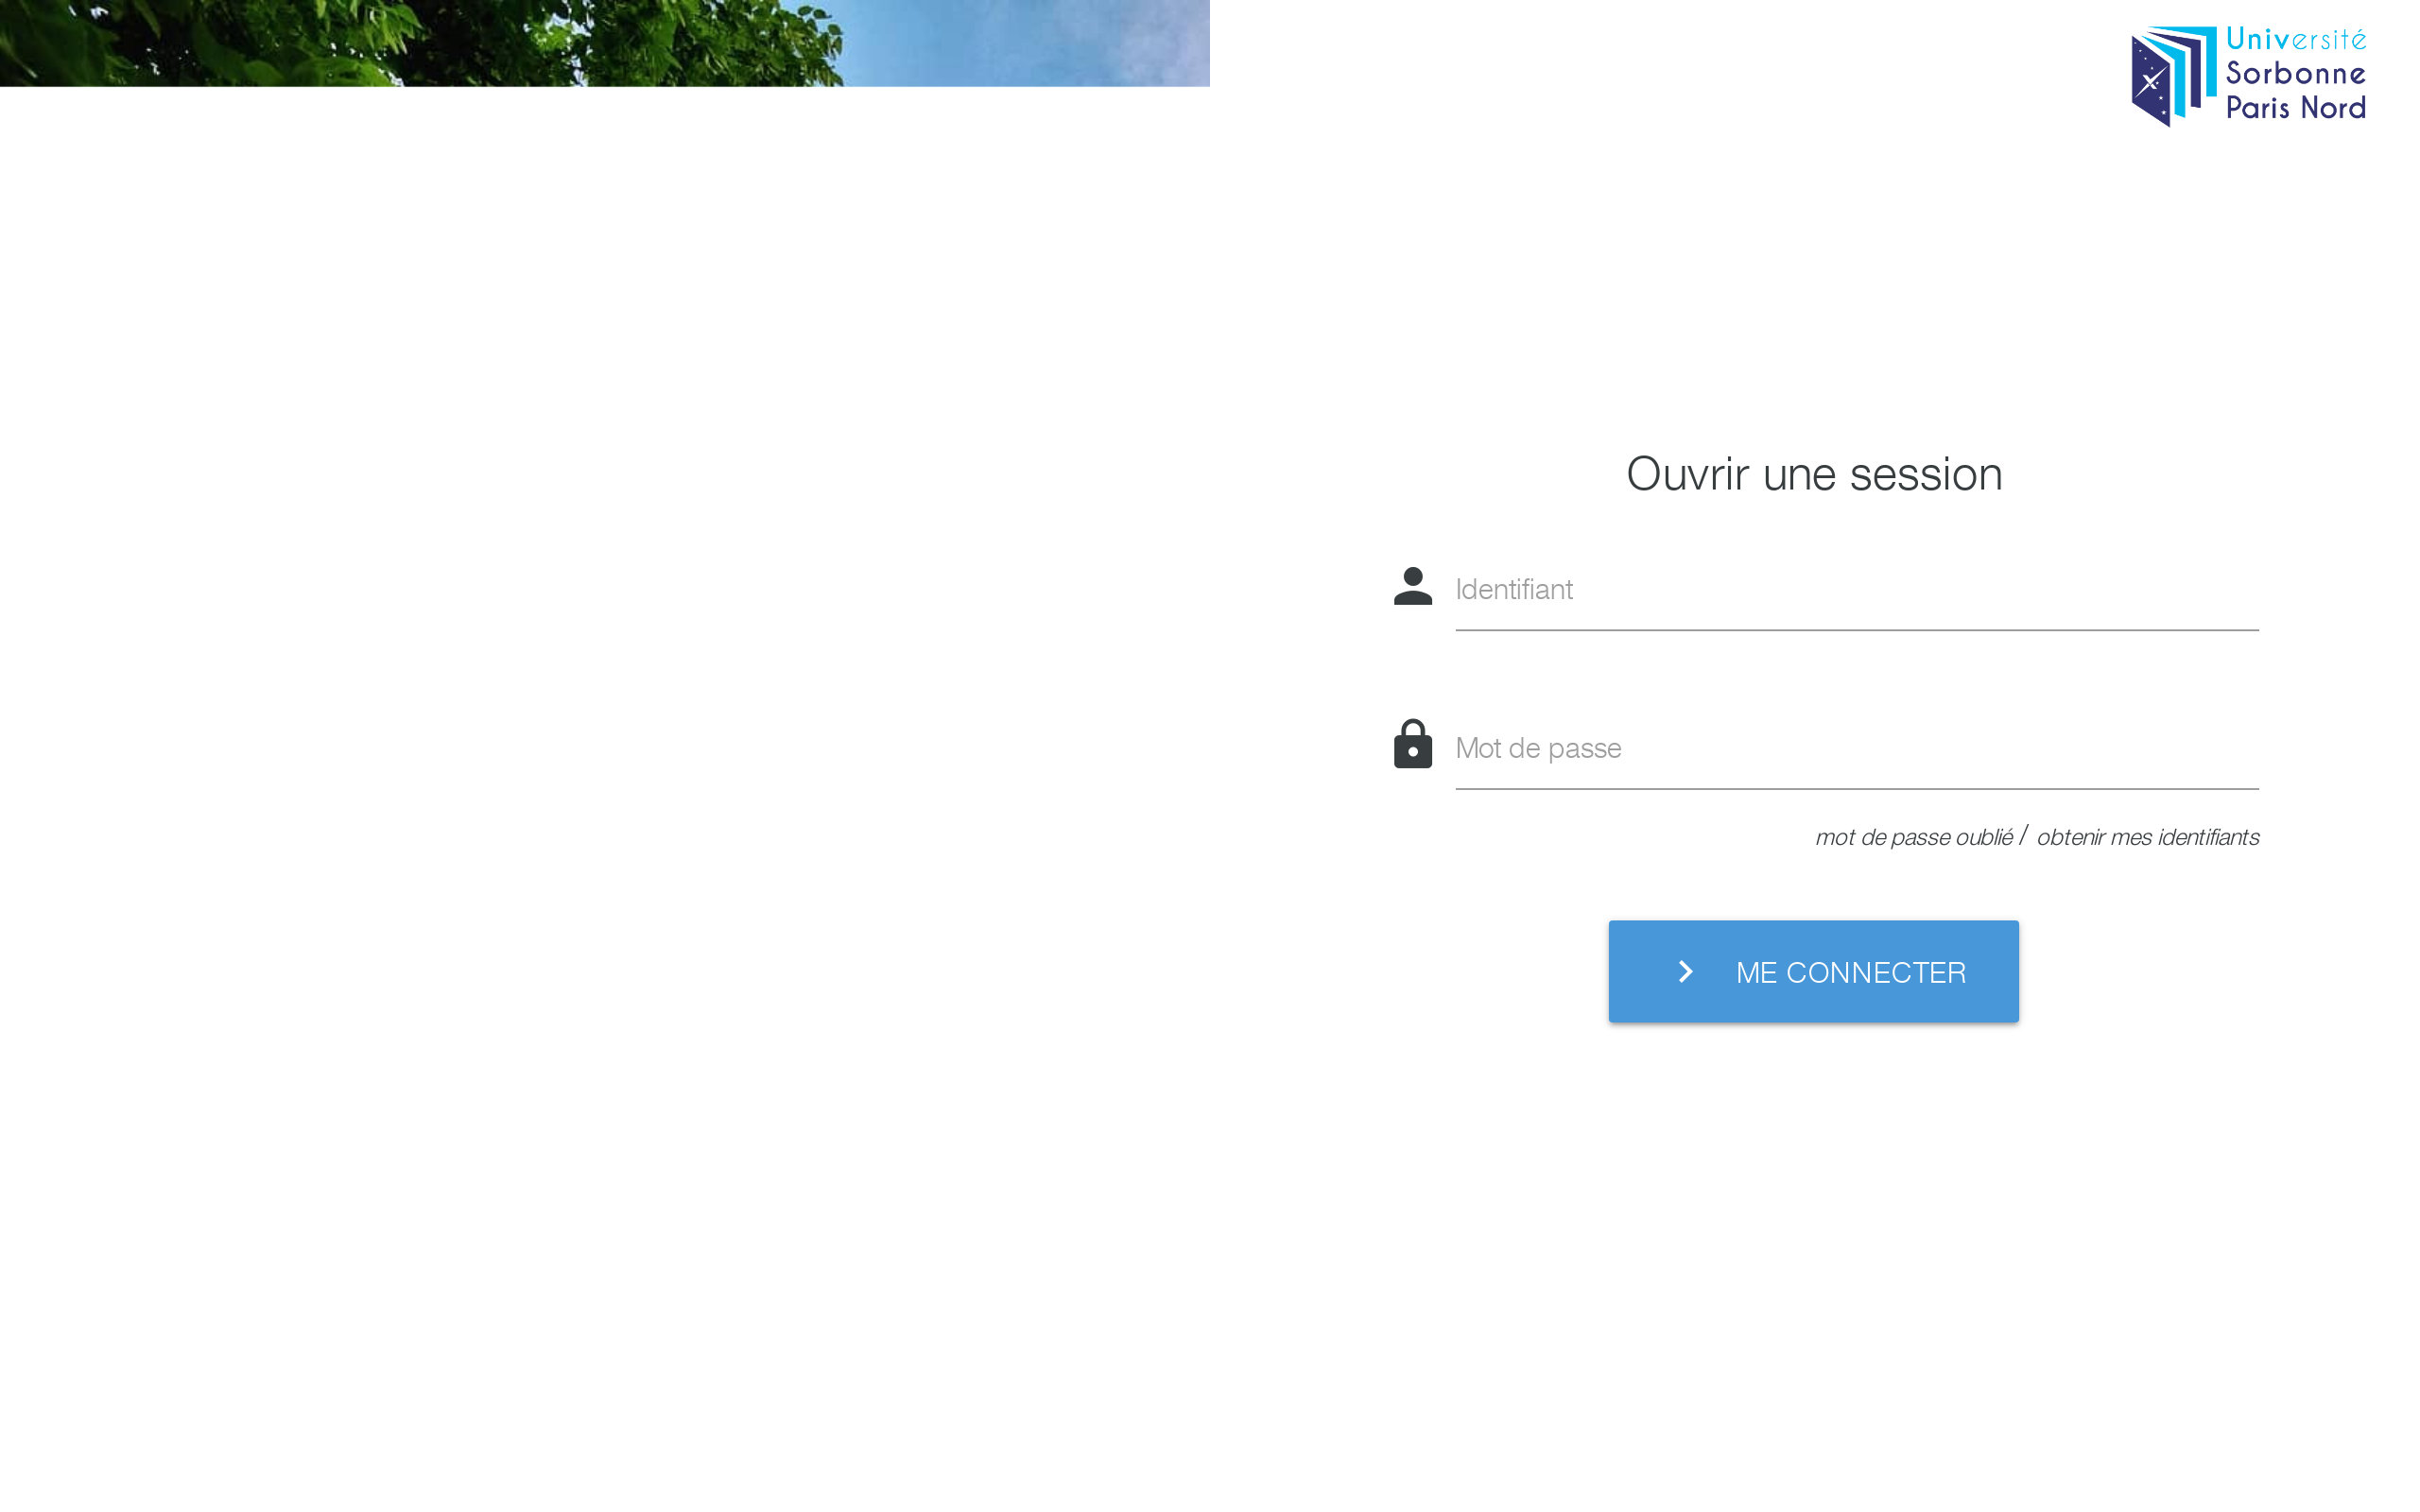 Université
Sorbonne
Paris Nord
Ouvrir une session
Identifiant
Mot de passe
mot de passe oublié / obtenir mes identifiants
ME CONNECTER